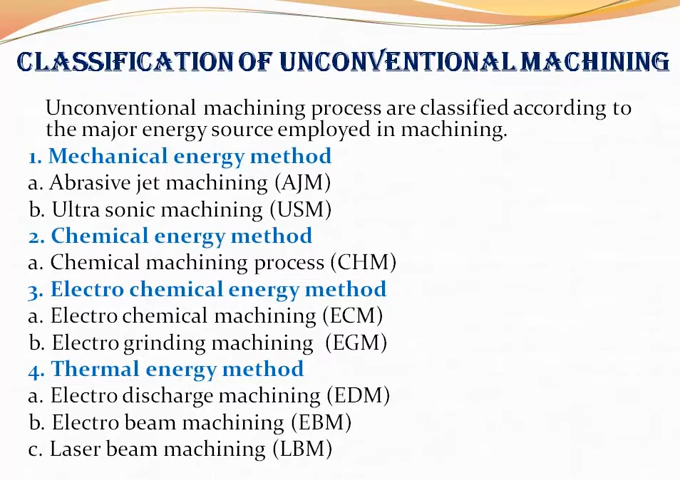 CLASSIFICATION OF UNCONVENTIONAL MACHINING
Unconventional machining process are classified according to
the major energy source employed in machining.
1. Mechanical energy method
a. Abrasive jet machining (AJM)
b. Ultra sonic machining (USM)
2. Chemical energy method
a. Chemical machining process (CHM)
3. Electro chemical energy method
a. Electro chemical machining (ECM)
b. Electro grinding machining (EGM)
4. Thermal energy method
a. Electro discharge machining (EDM)
b. Electro beam machining (EBM)
c. Laser beam machining (LBM)